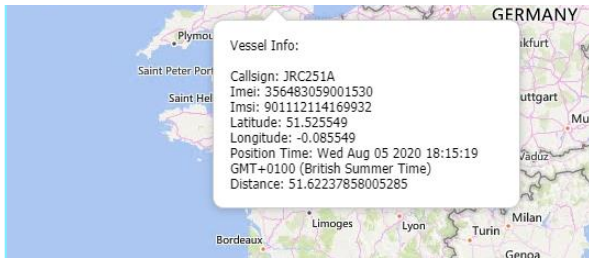 GERMANY
Plymou
nkfurt
Vessel Info:
Saint Peter Port
Callsign: JRC251A
Imei: 356483059001530
Saint Hel
uttgart
Imsi: 901112114169932
Latitude: 51.525549
Mu
Longitude: -0.085549
Position Time: Wed Aug 05 2020 18:15:19
GMT+0100 (British Summer Time)
Vaduz
Distance: 51.62237858005285
Limoges
Lyon
Milan
Turin
Bordeaux
Genoa